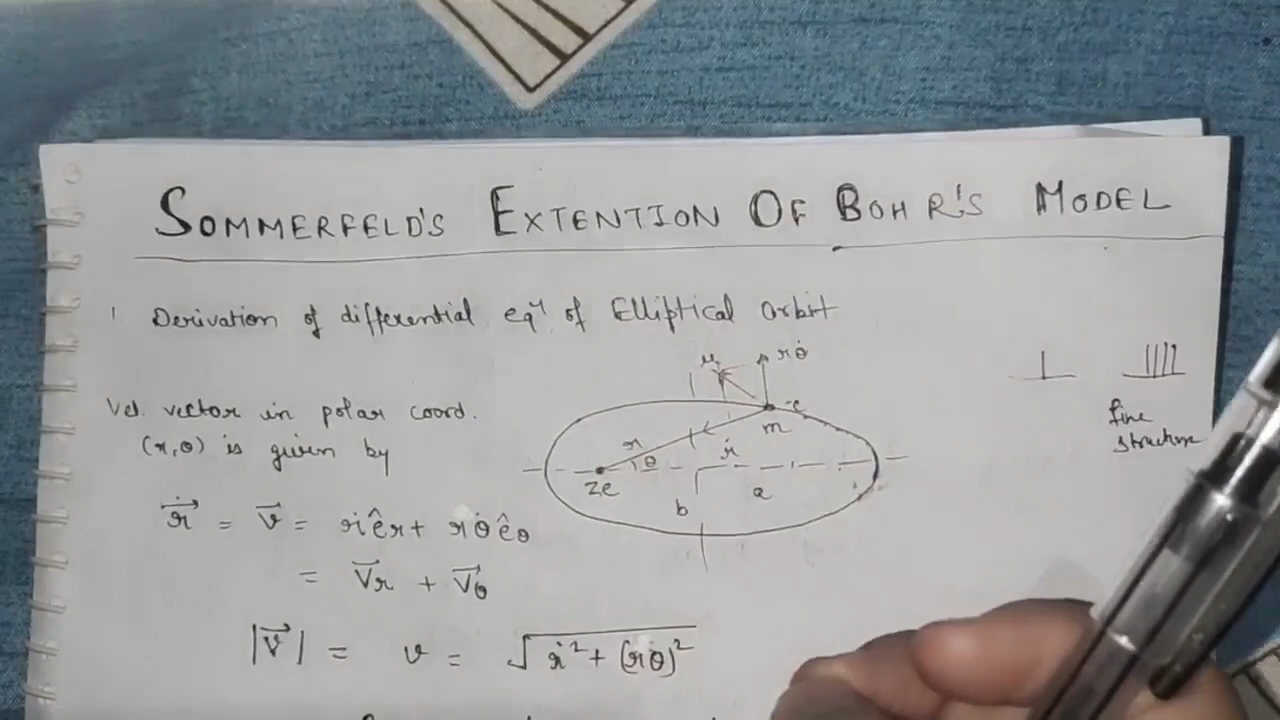 SOMMERFELD'S EXTENTION OF BOHR'S MODEL
1. Derivation of differential eqⁿ of Elliptical orbit
Vel. vector in polar coord.
(r,θ) is given by
ṙ⃗ = v⃗ = ṙêr + rθ̇êθ
= V⃗r + V⃗θ
|v⃗| = v = √(ṙ² + (rθ̇)²)
rθ̇
-e
m
r
θ
ṙ
Ze
a
b
fine
structure